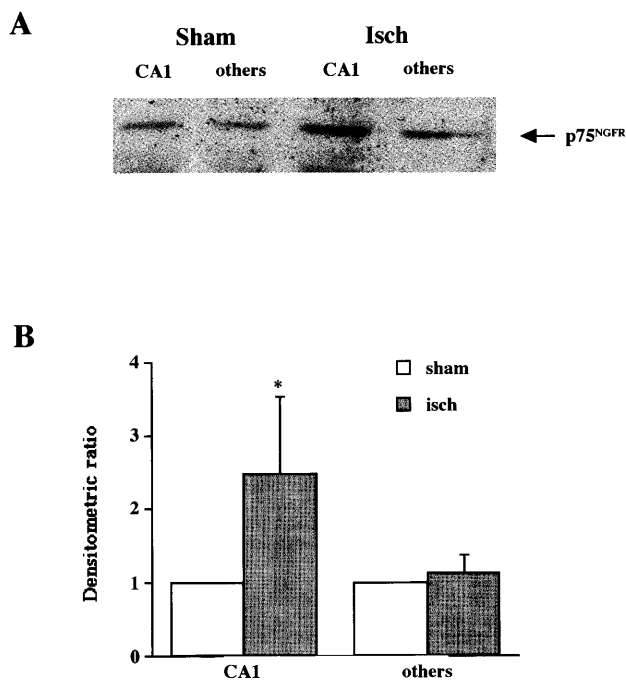 A
Sham Isch
CA1 others CA1 others
p75NGFR
B
4
3
2
1
0
Densitometric ratio
*
sham
isch
CA1 others